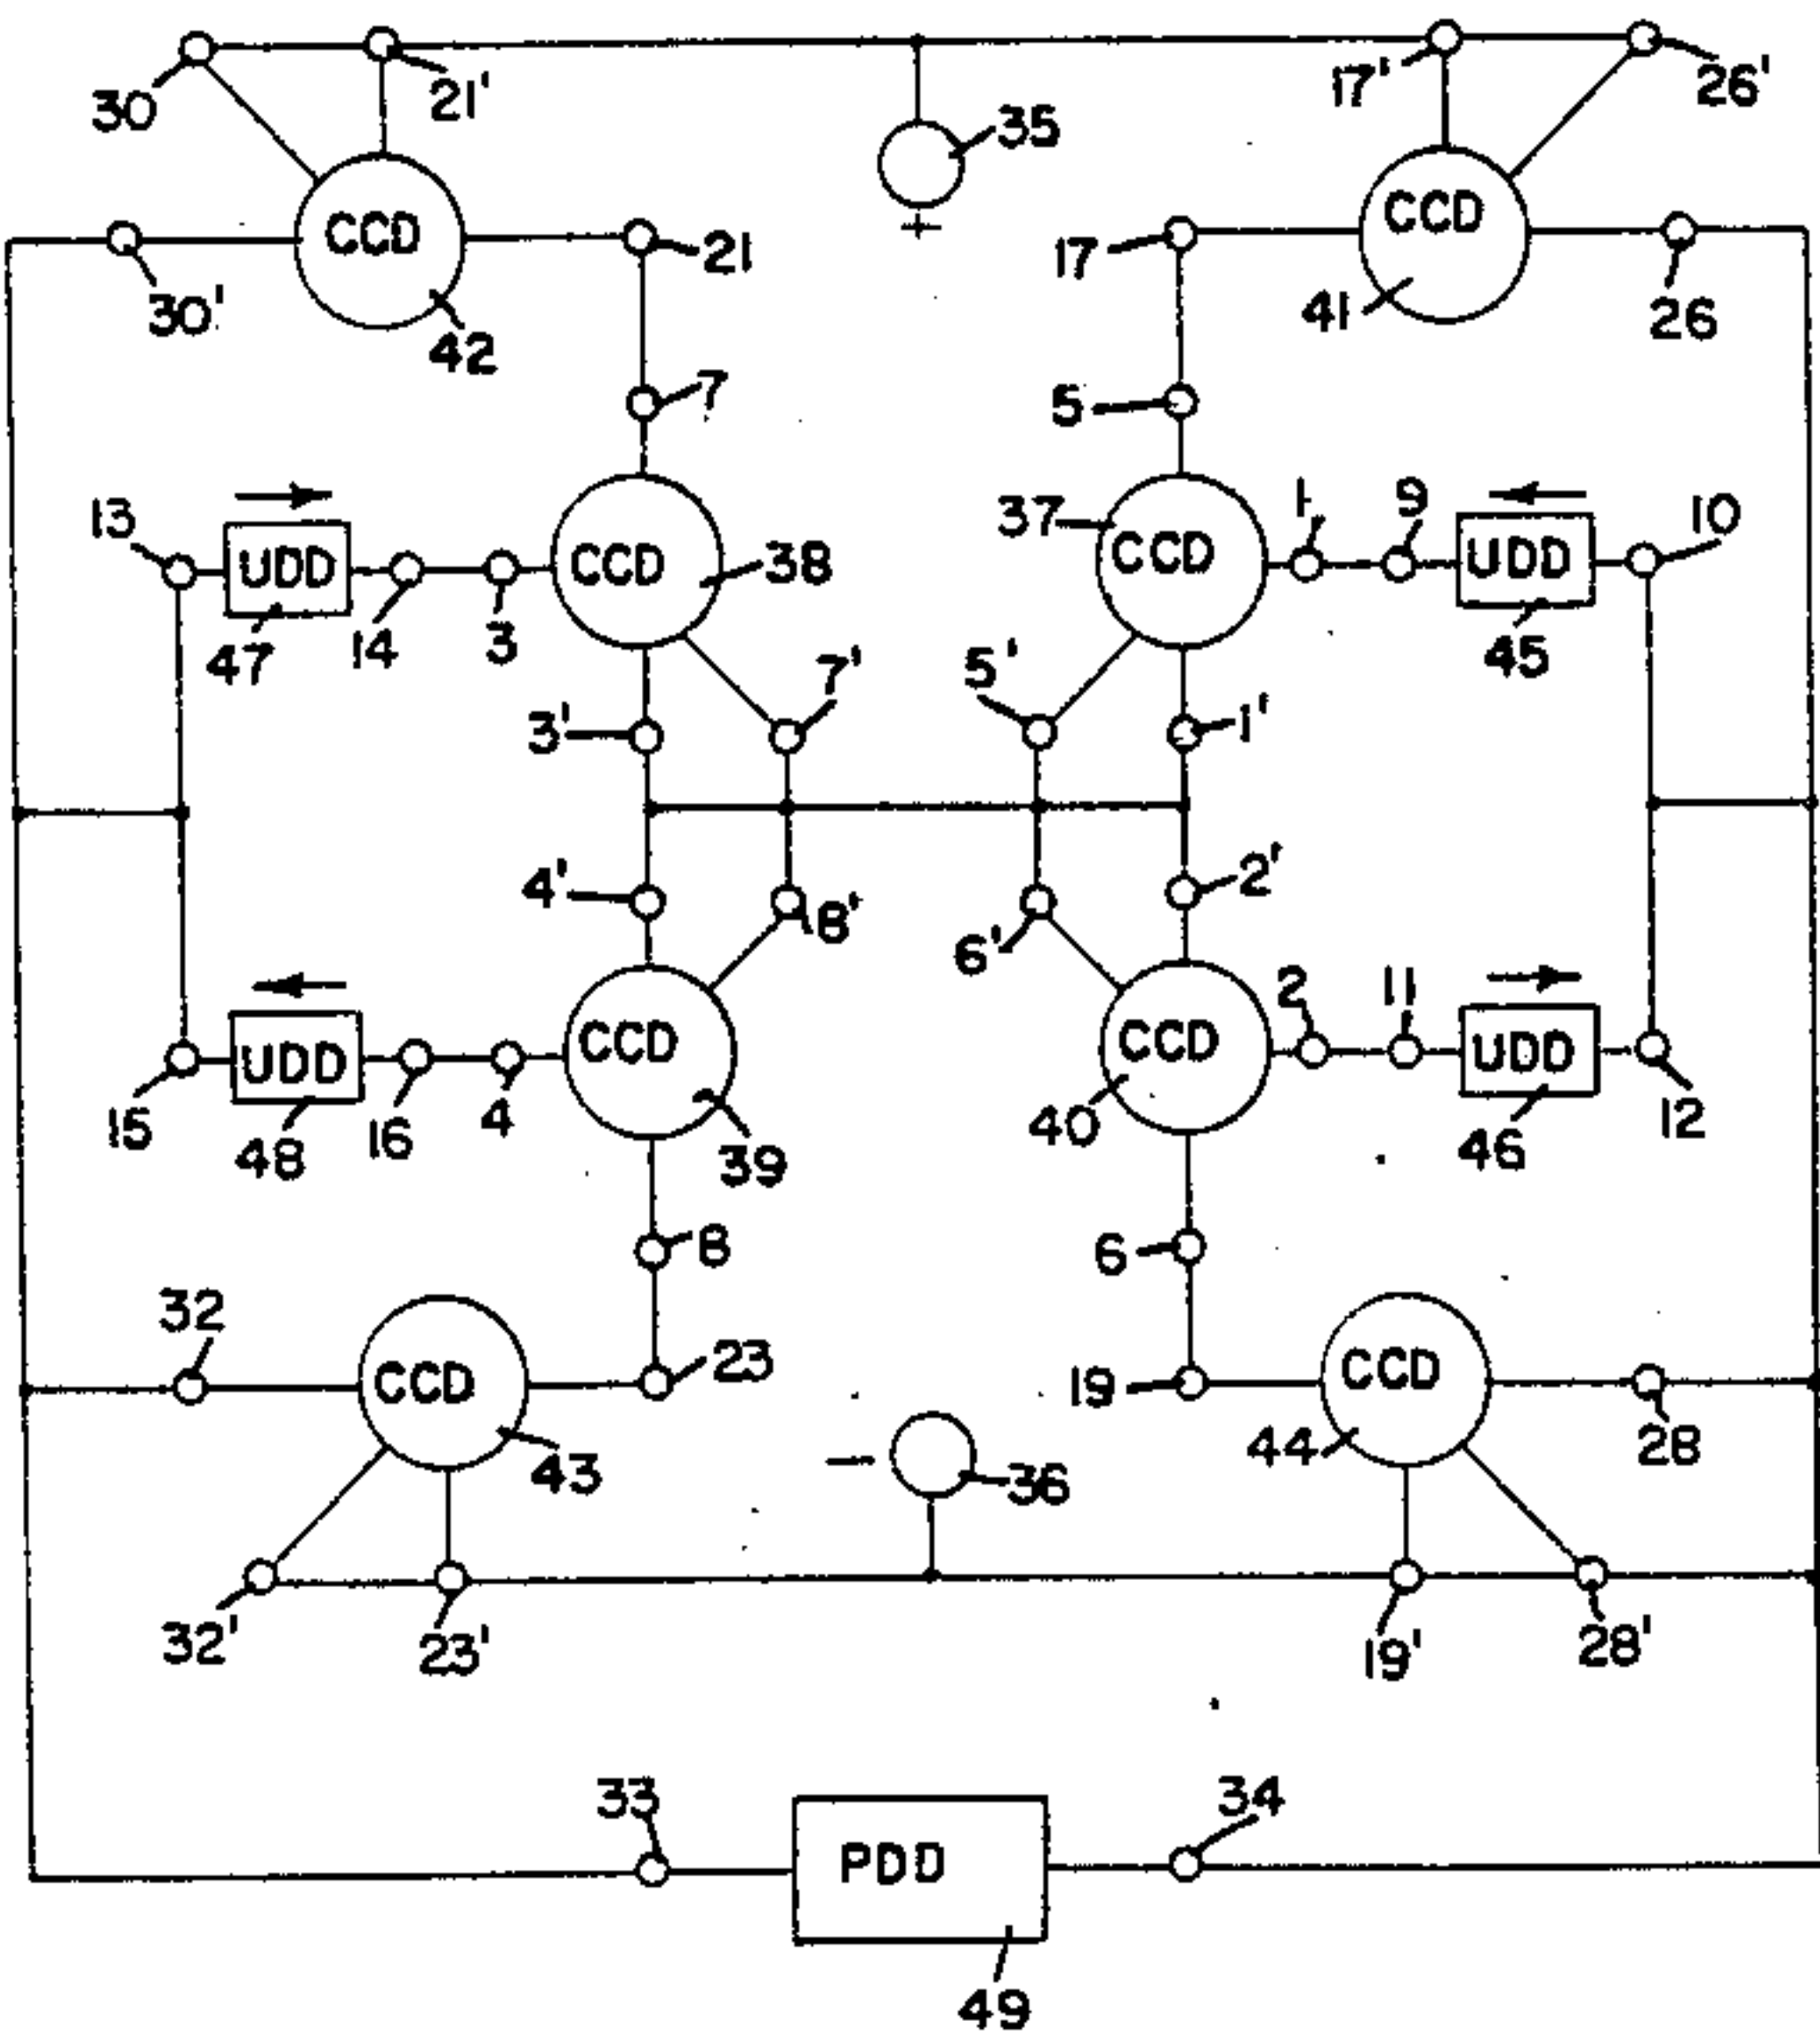 30 21' 17' 26'
35
+
CCD CCD
30' 21 17 26
42 41
7 5
13 UDD 14 3 CCD 38
47
37 CCD 1 9 UDD 10
45
3' 7' 5' 1'
4' 8' 6' 2'
15 UDD 16 4 CCD
48 39
CCD 2 11 UDD 12
40 46
8 6
32 CCD 23 19 CCD 28
43 44
- 36
32' 23' 19' 28'
33 PDD 34
49